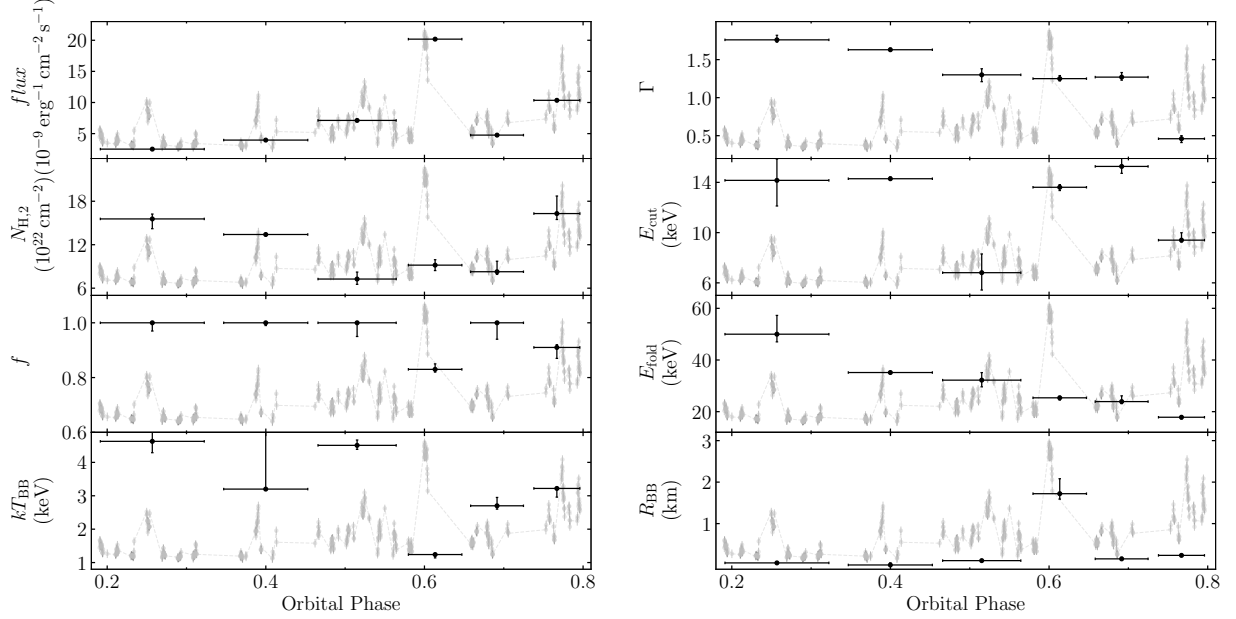 flux
(10⁻⁹ erg⁻¹ cm⁻² s⁻¹)
20
15
10
5
N_H,2
(10²² cm⁻²)
18
12
6
f
1.0
0.8
0.6
kT_BB
(keV)
4
3
2
1
0.2 0.4 0.6 0.8
Orbital Phase
Γ
1.5
1.0
0.5
E_cut
(keV)
14
10
6
E_fold
(keV)
60
40
20
R_BB
(km)
3
2
1
0.2 0.4 0.6 0.8
Orbital Phase